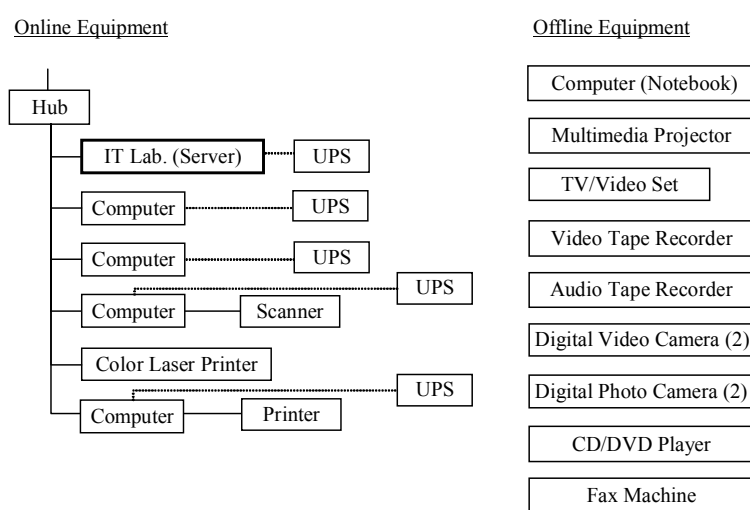 Online Equipment
Hub
IT Lab. (Server)
UPS
Computer
UPS
Computer
UPS
UPS
Computer
Scanner
Color Laser Printer
UPS
Computer
Printer
Offline Equipment
Computer (Notebook)
Multimedia Projector
TV/Video Set
Video Tape Recorder
Audio Tape Recorder
Digital Video Camera (2)
Digital Photo Camera (2)
CD/DVD Player
Fax Machine